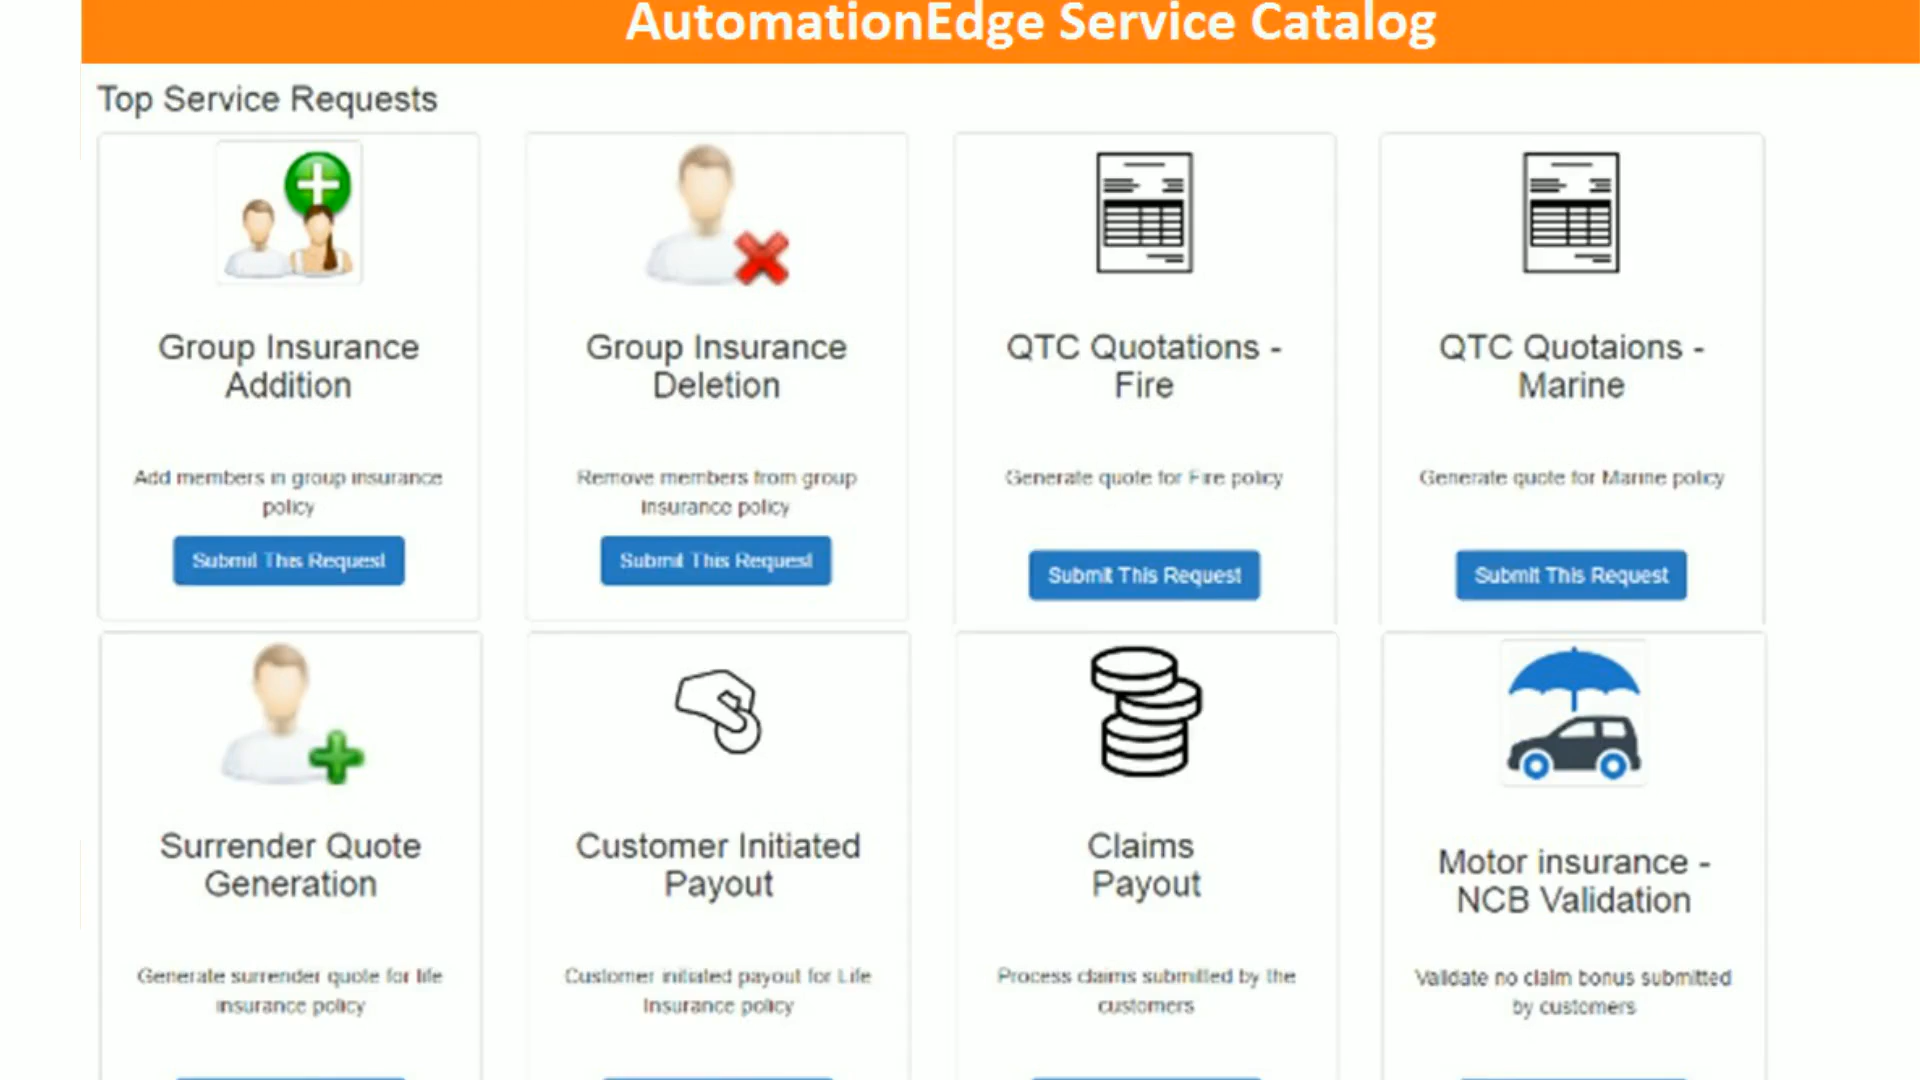 AutomationEdge Service Catalog
Top Service Requests
Group Insurance
Addition
Add members in group insurance
policy
Submit This Request
Group Insurance
Deletion
Remove members from group
insurance policy
Submit This Request
QTC Quotations -
Fire
Generate quote for Fire policy
Submit This Request
QTC Quotaions -
Marine
Generate quote for Marine policy
Submit This Request
Surrender Quote
Generation
Generate surrender quote for life
insurance policy
Customer Initiated
Payout
Customer initiated payout for Life
Insurance policy
Claims
Payout
Process claims submitted by the
customers
Motor insurance -
NCB Validation
Validate no claim bonus submitted
by customers